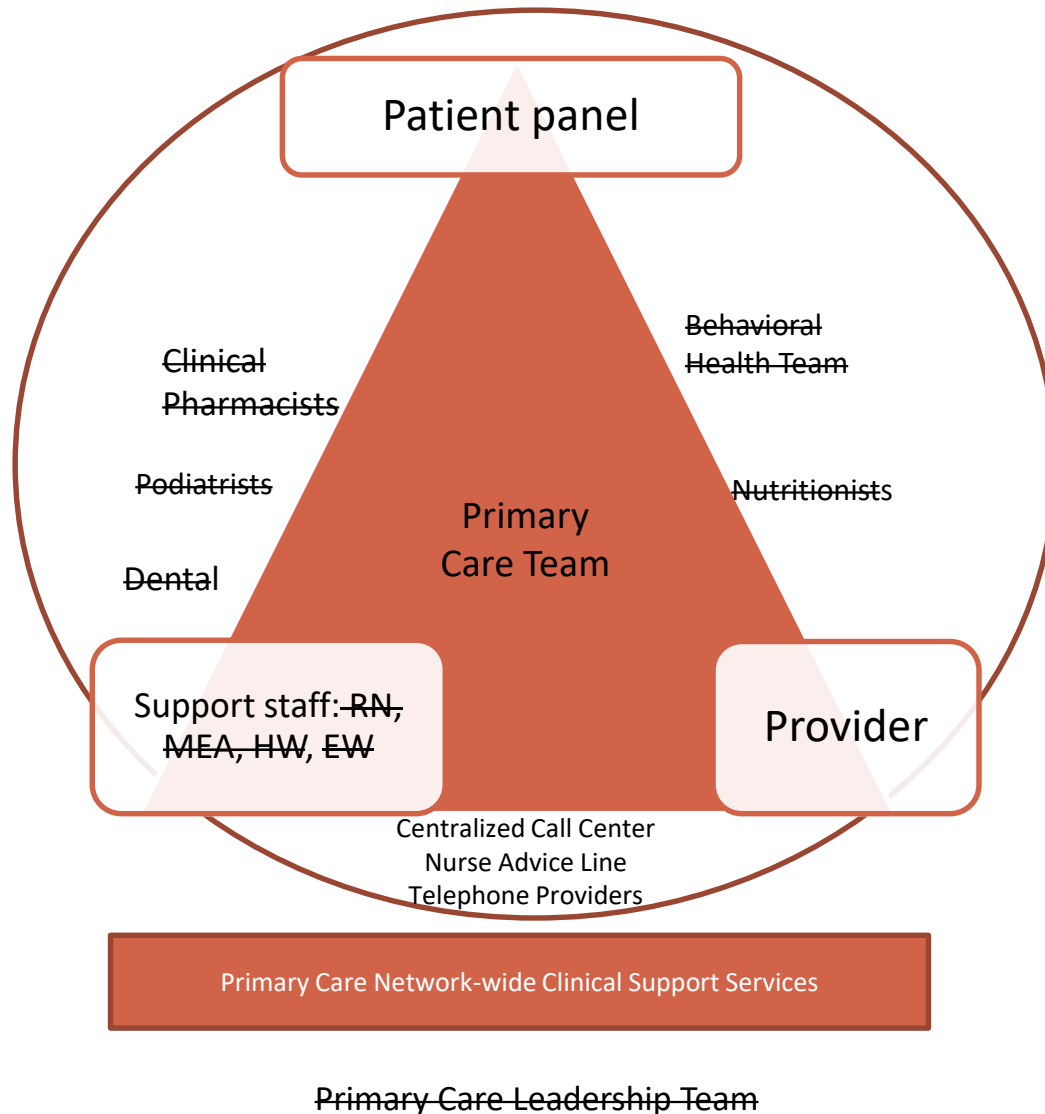 Patient panel
Behavioral
Health Team
Clinical
Pharmacists
Podiatrists
Nutritionists
Primary
Care Team
Dental
Support staff: RN,
MEA, HW, EW
Provider
Centralized Call Center
Nurse Advice Line
Telephone Providers
Primary Care Network-wide Clinical Support Services
Primary Care Leadership Team